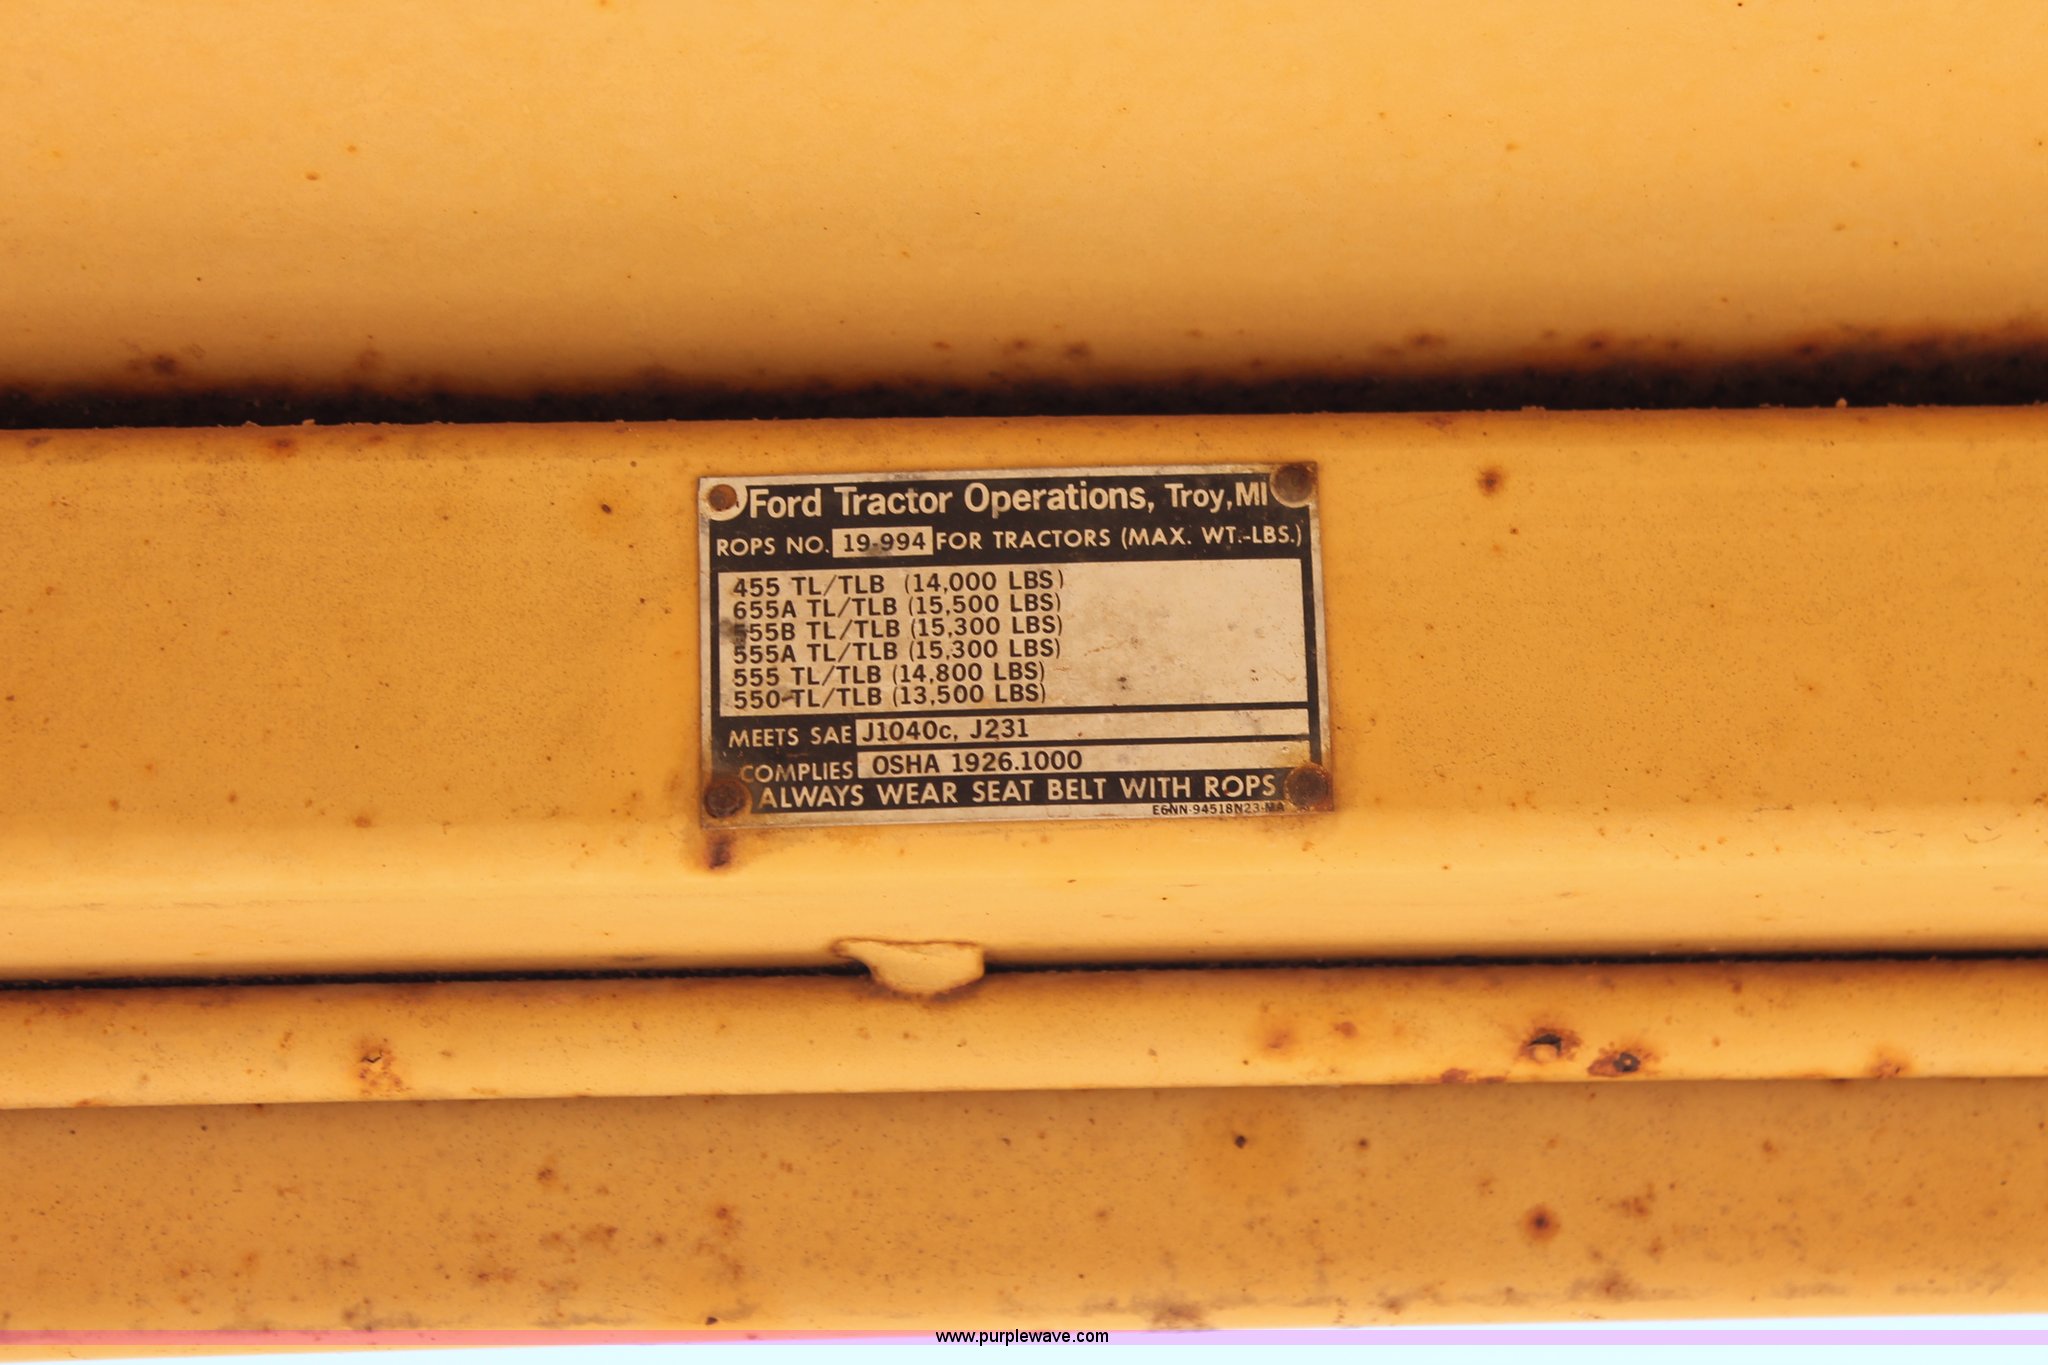 Ford Tractor Operations, Troy, MI
ROPS NO. 19-994 FOR TRACTORS (MAX. WT.-LBS.)
455 TL/TLB (14,000 LBS)
655A TL/TLB (15,500 LBS)
555B TL/TLB (15,300 LBS)
555A TL/TLB (15,300 LBS)
555 TL/TLB (14,800 LBS)
550 TL/TLB (13,500 LBS)
MEETS SAE J1040c, J231
COMPLIES OSHA 1926.1000
ALWAYS WEAR SEAT BELT WITH ROPS
E6NN-94518N23-MA
www.purplewave.com